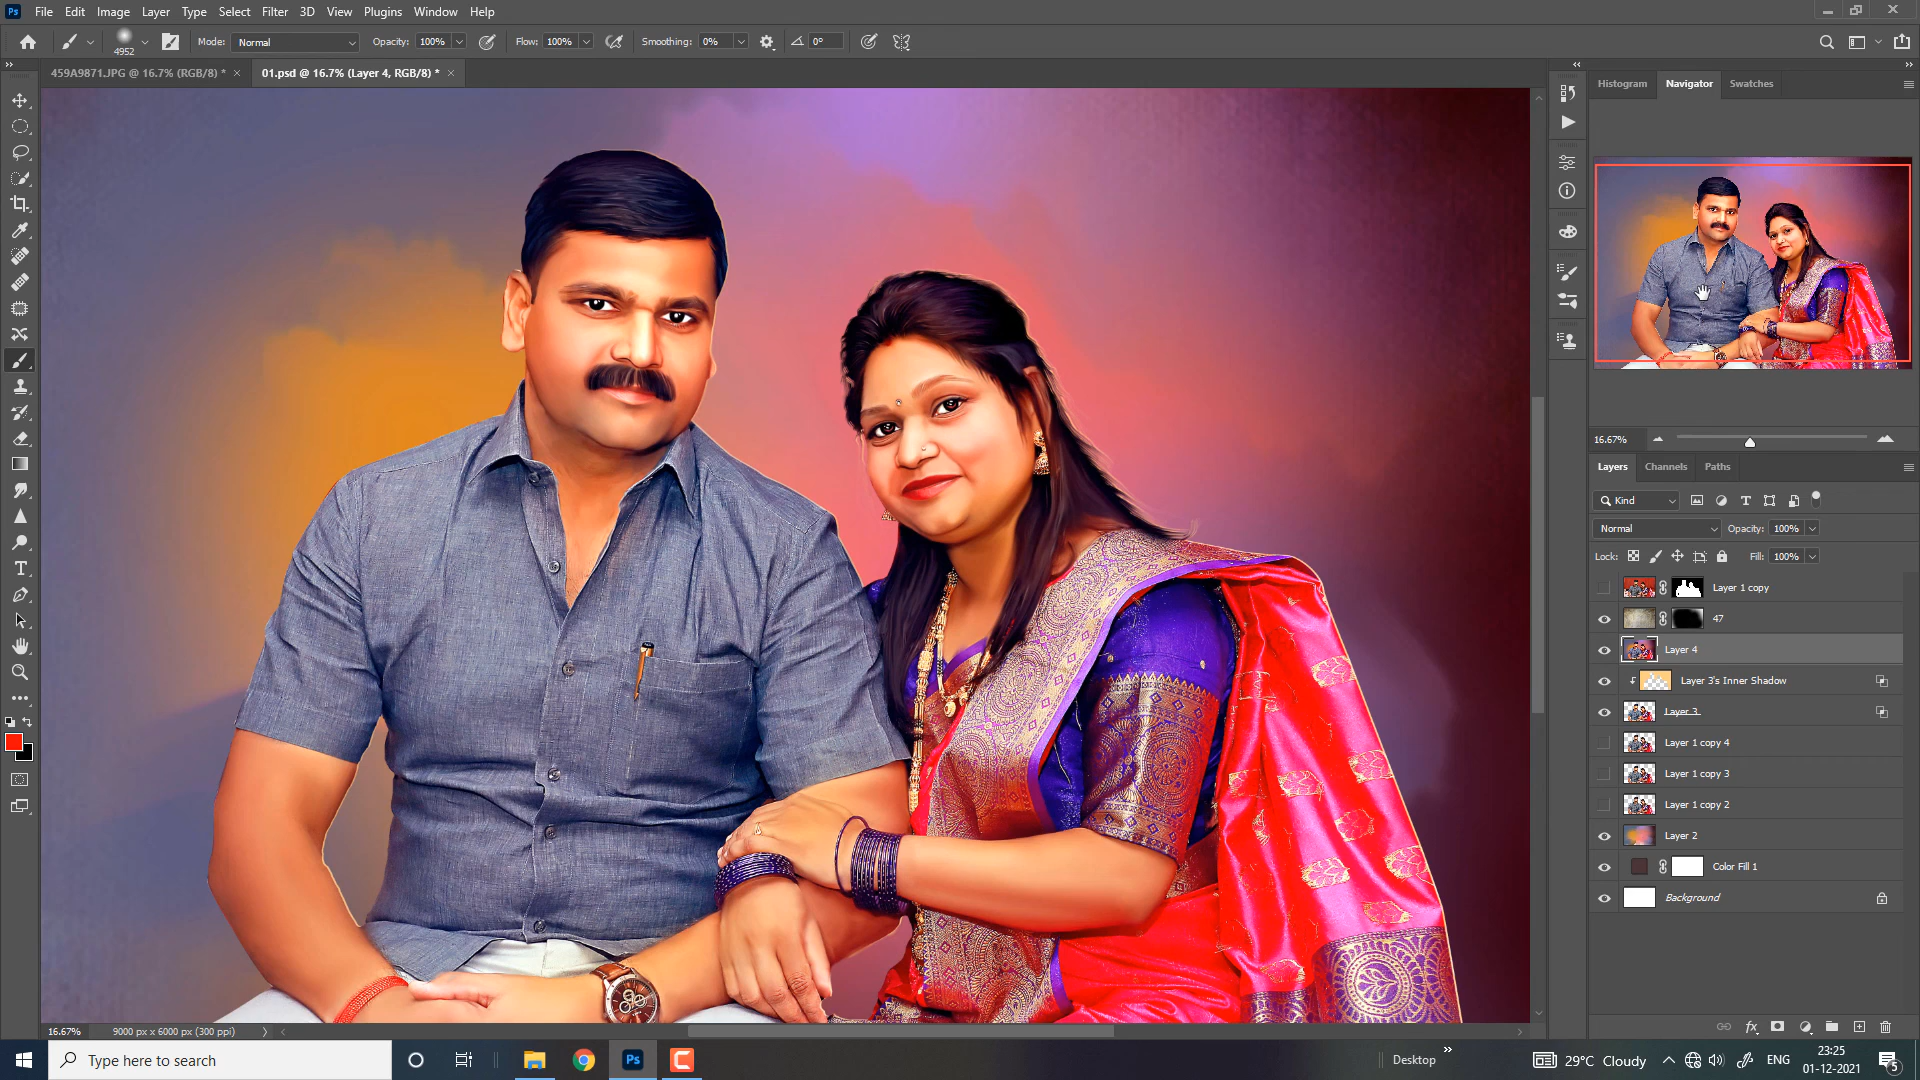 Ps File Edit Image Layer Type Select Filter 3D View Plugins Window Help
4952 Mode: Normal Opacity: 100% Flow: 100% Smoothing: 0% 0°
459A9871.JPG @ 16.7% (RGB/8) * × 01.psd @ 16.7% (Layer 4, RGB/8) * ×
Histogram Navigator Swatches
16.67%
Layers Channels Paths
Kind
Normal Opacity: 100%
Lock: Fill: 100%
Layer 1 copy
47
Layer 4
Layer 3's Inner Shadow
Layer 3
Layer 1 copy 4
Layer 1 copy 3
Layer 1 copy 2
Layer 2
Color Fill 1
Background
fx
16.67% 9000 px x 6000 px (300 ppi)
Type here to search
Ps
Desktop
29°C Cloudy
ENG
23:25
01-12-2021
5